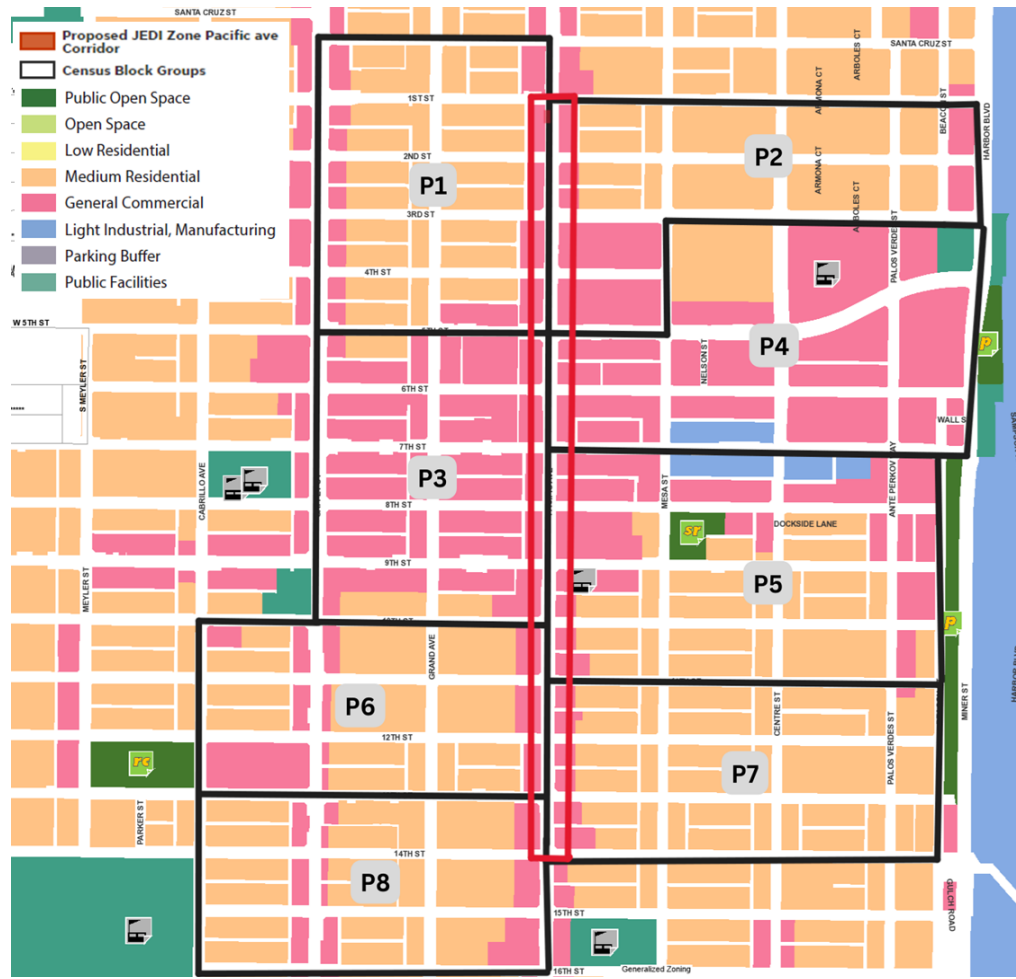 SANTA CRUZ ST
Proposed JEDI Zone Pacific ave
Corridor
Census Block Groups
Public Open Space
Open Space
Low Residential
Medium Residential
General Commercial
Light Industrial, Manufacturing
Parking Buffer
Public Facilities
SANTA CRUZ ST
ARBOLES CT
ARMONA CT
BEACON ST
HARBOR BLVD
1ST ST
2ND ST
P1
P2
ARMONA CT
3RD ST
ARBOLES CT
PALOS VERDES ST
4TH ST
W 5TH ST
P4
p
NELSON ST
S MEYLER ST
6TH ST
WALL S
7TH ST
P3
CABRILLO AVE
MESA ST
8TH ST
sr
DOCKSIDE LANE
9TH ST
MEYLER ST
P5
p
GRAND AVE
P6
CENTRE ST
PALOS VERDES ST
MINER ST
12TH ST
rc
P7
PARKER ST
14TH ST
P8
GULCH ROAD
15TH ST
16TH ST
Generalized Zoning